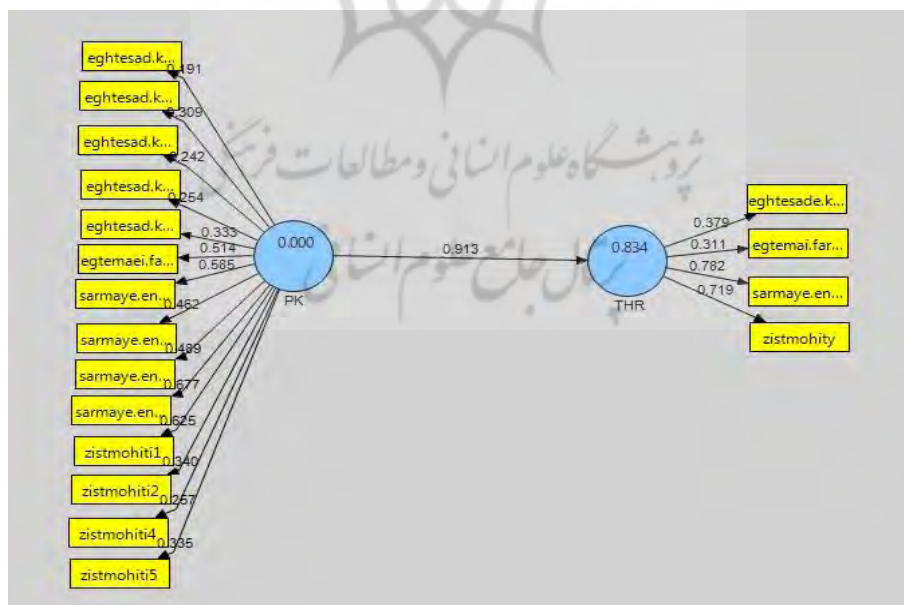 eghtesad.k...
0.191
eghtesad.k...
0.309
eghtesad.k...
0.242
eghtesad.k...
0.254
eghtesad.k...
0.333
egtemaei.fa...
0.514
sarmaye.en...
0.585
sarmaye.en...
0.462
sarmaye.en...
0.489
sarmaye.en...
0.677
zistmohiti1
0.625
zistmohiti2
0.340
zistmohiti4
0.257
zistmohiti5
0.335
0.000
PK
0.913
0.834
THR
0.379
eghtesade.k...
0.311
egtemai.far...
0.782
sarmaye.en...
0.719
zistmohity
پژوهشگاه علوم انسانی و مطالعات فرهنگی
پرتال جامع علوم انسانی